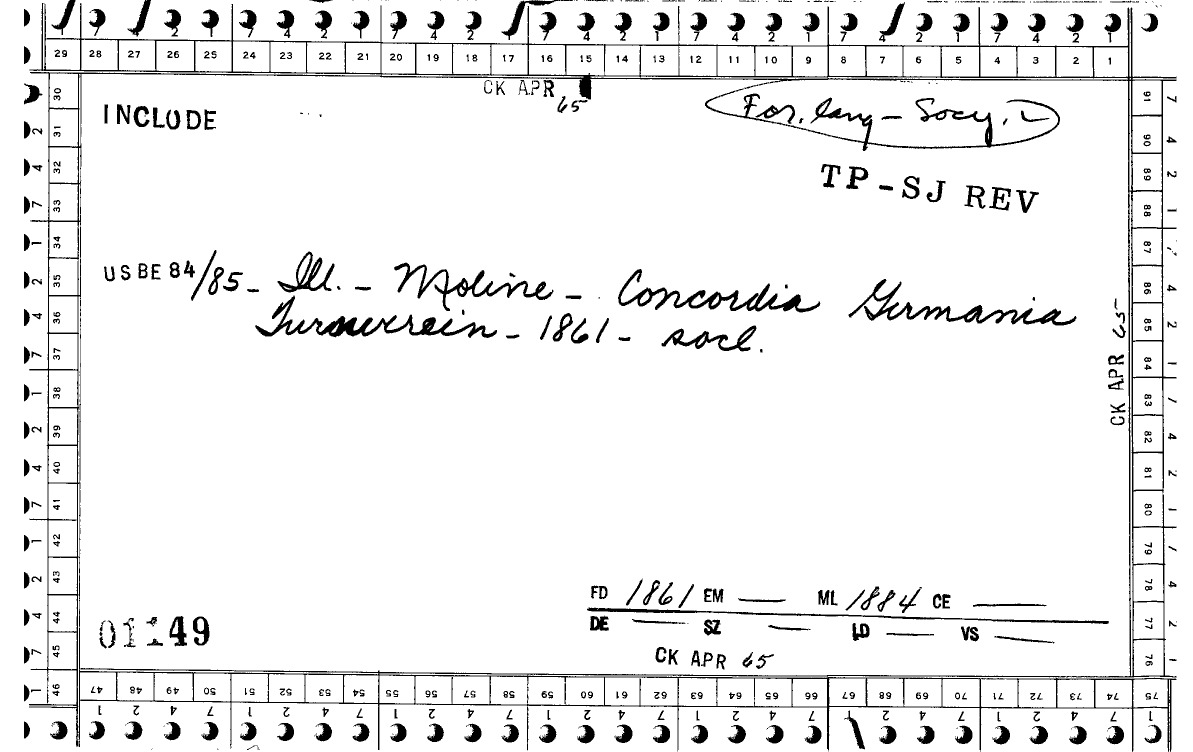 1 7 4 2 1 7 4 2 1 7 4 2 1 7 4 2 1 7 4 2 1 7 4 2 1 7 4 2 1
29 28 27 26 25 24 23 22 21 20 19 18 17 16 15 14 13 12 11 10 9 8 7 6 5 4 3 2 1
CK APR 65
INCLUDE
For. lang - Socy.
TP-SJ REV
USBE 84/85 - Ill. - Moline - Concordia Germania
Turnverein - 1861 - socl.
CK APR 65
FD 1861 EM — ML 1884 CE —
DE — SZ — LD — VS —
01149
CK APR 65
30 31 32 33 34 35 36 37 38 39 40 41 42 43 44 45 46
91 90 89 88 87 86 85 84 83 82 81 80 79 78 77 76
47 48 49 50 51 52 53 54 55 56 57 58 59 60 61 62 63 64 65 66 67 68 69 70 71 72 73 74 75
1 2 4 7 1 2 4 7 1 2 4 7 1 2 4 7 1 2 4 7 1 2 4 7 1 2 4 7 1